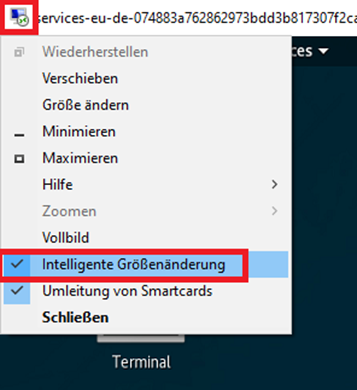 services-eu-de-074883a762862973bdd3b817307f2ca
ces
Wiederherstellen
Verschieben
Größe ändern
Minimieren
Maximieren
Hilfe
Zoomen
Vollbild
Intelligente Größenänderung
Umleitung von Smartcards
Schließen
Terminal